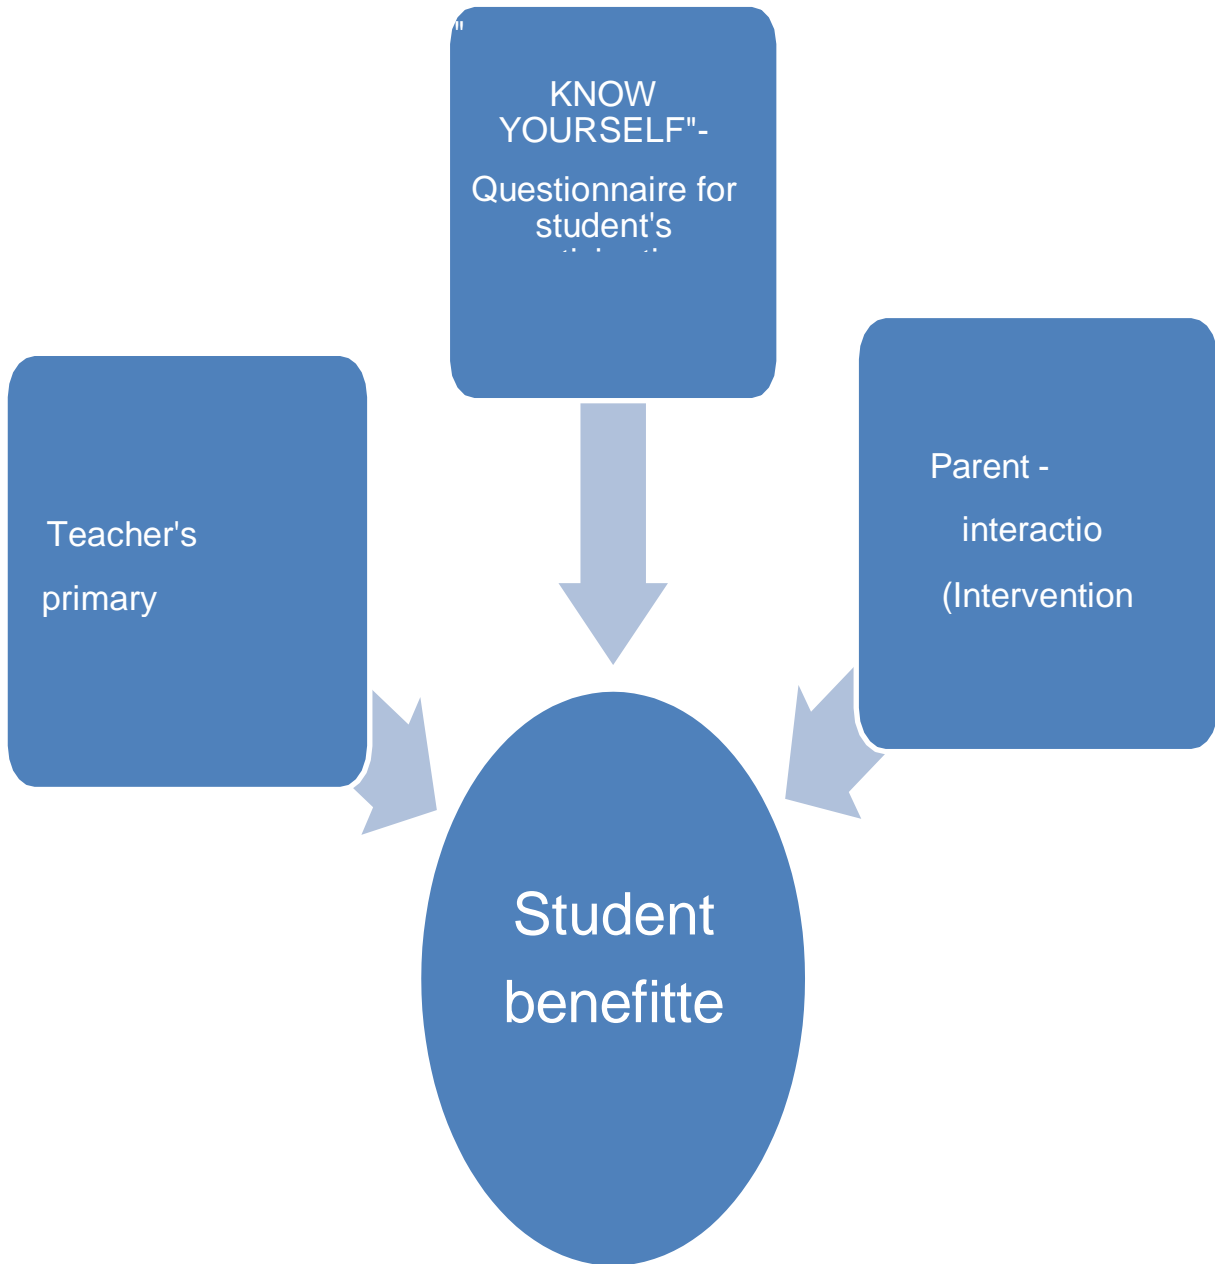 "
KNOW
YOURSELF"-
Questionnaire for
student's
Teacher's
primary
Parent -
interactio
(Intervention
Student
benefitte